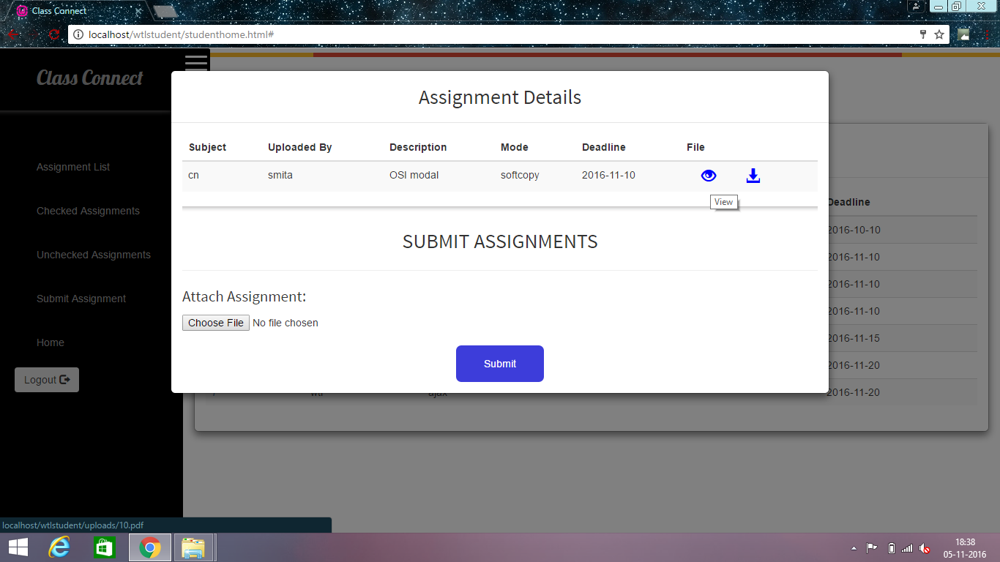 Class Connect
localhost/wtlstudent/studenthome.html#
Class Connect
Assignment Details
Subject Uploaded By Description Mode Deadline File
cn smita OSI modal softcopy 2016-11-10
View
SUBMIT ASSIGNMENTS
Attach Assignment:
Choose File No file chosen
Submit
Assignment List
Checked Assignments
Unchecked Assignments
Submit Assignment
Home
Logout
Deadline
2016-10-10
2016-11-10
2016-11-10
2016-11-10
2016-11-15
2016-11-20
wtl ajax 2016-11-20
localhost/wtlstudent/uploads/10.pdf
18:38
05-11-2016